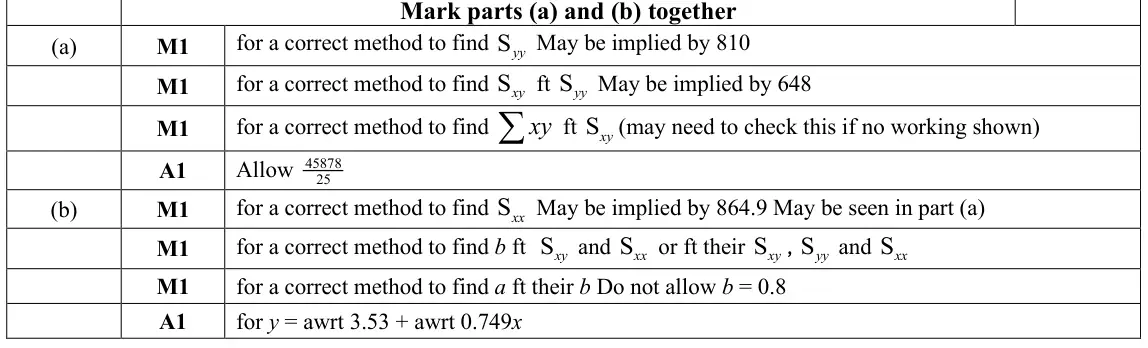 Mark parts (a) and (b) together
(a) M1 for a correct method to find S_yy May be implied by 810
M1 for a correct method to find S_xy ft S_yy May be implied by 648
M1 for a correct method to find ∑xy ft S_xy (may need to check this if no working shown)
A1 Allow 45878/25
(b) M1 for a correct method to find S_xx May be implied by 864.9 May be seen in part (a)
M1 for a correct method to find b ft S_xy and S_xx or ft their S_xy, S_yy and S_xx
M1 for a correct method to find a ft their b Do not allow b = 0.8
A1 for y = awrt 3.53 + awrt 0.749x